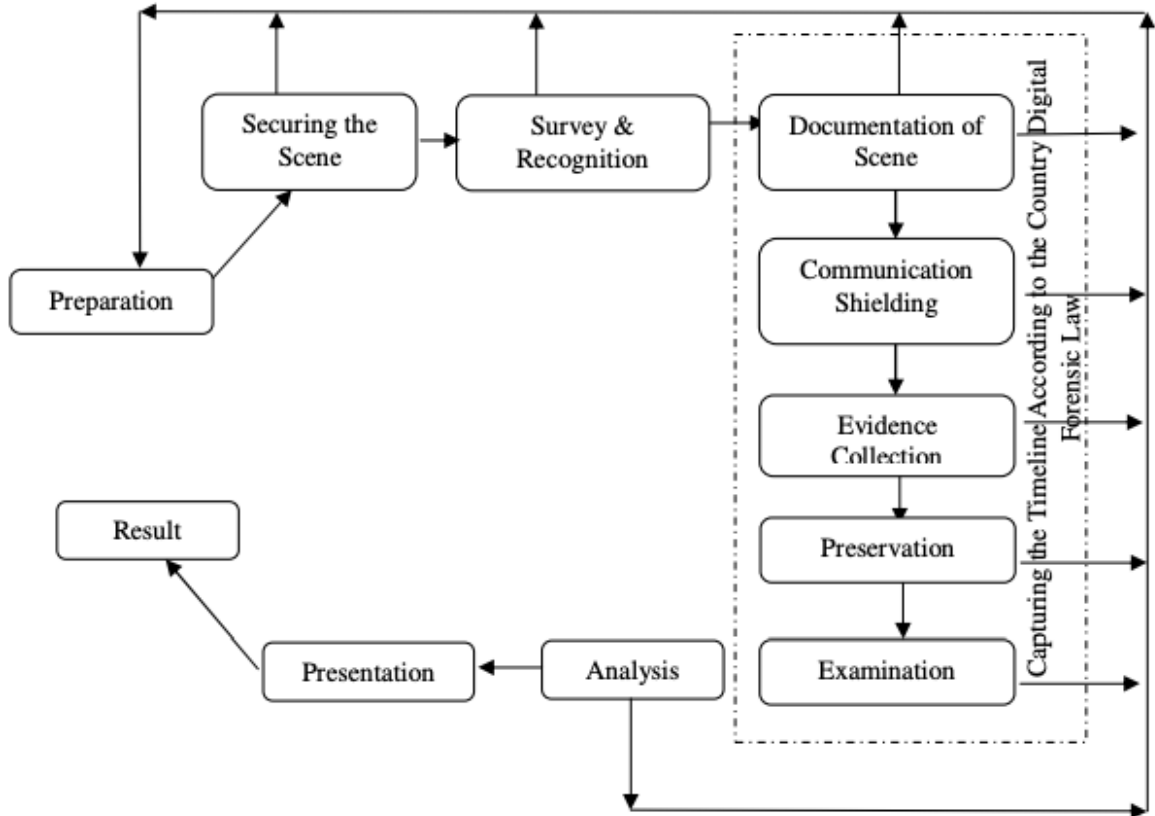 Securing the
Scene
Survey &
Recognition
Documentation of
Scene
Preparation
Communication
Shielding
Evidence
Collection
Preservation
Examination
Capturing the Timeline According to the Country Digital
Forensic Law
Analysis
Presentation
Result